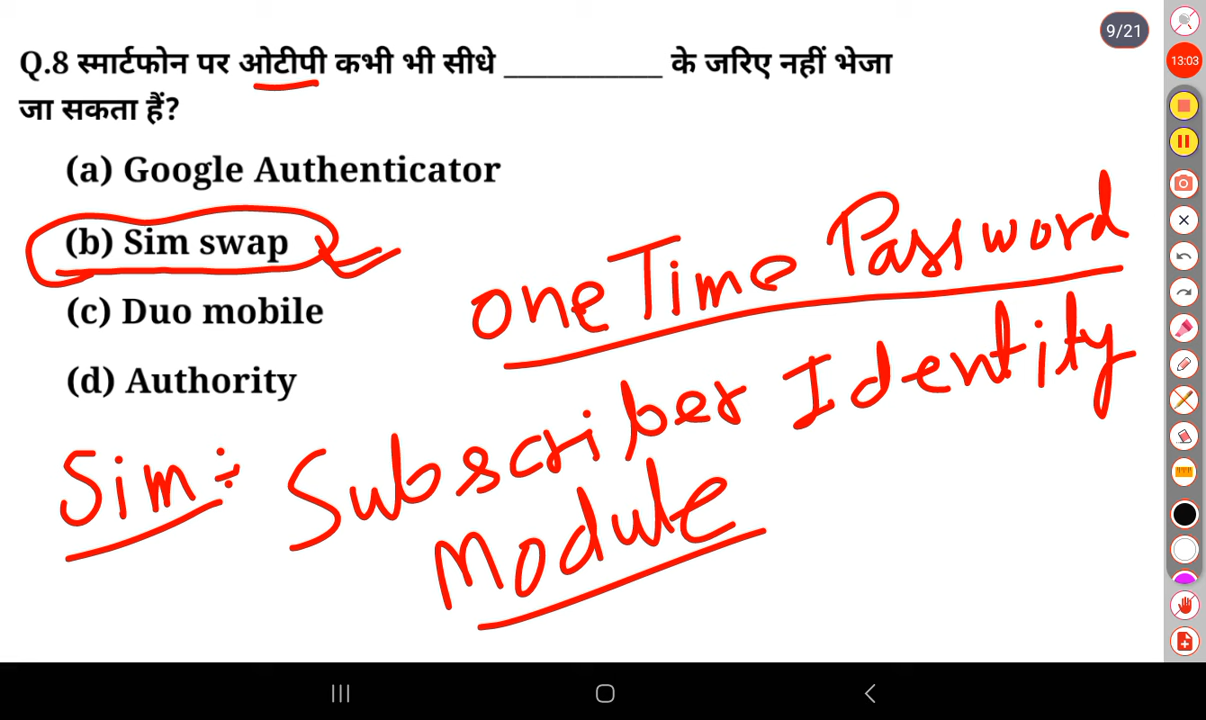 9/21
Q.8 स्मार्टफोन पर ओटीपी कभी भी सीधे ____________ के जरिए नहीं भेजा
जा सकता हैं?
13:03
(a) Google Authenticator
(b) Sim swap
(c) Duo mobile
(d) Authority
one Time Password
Sim ÷ Subscriber Identity
Module